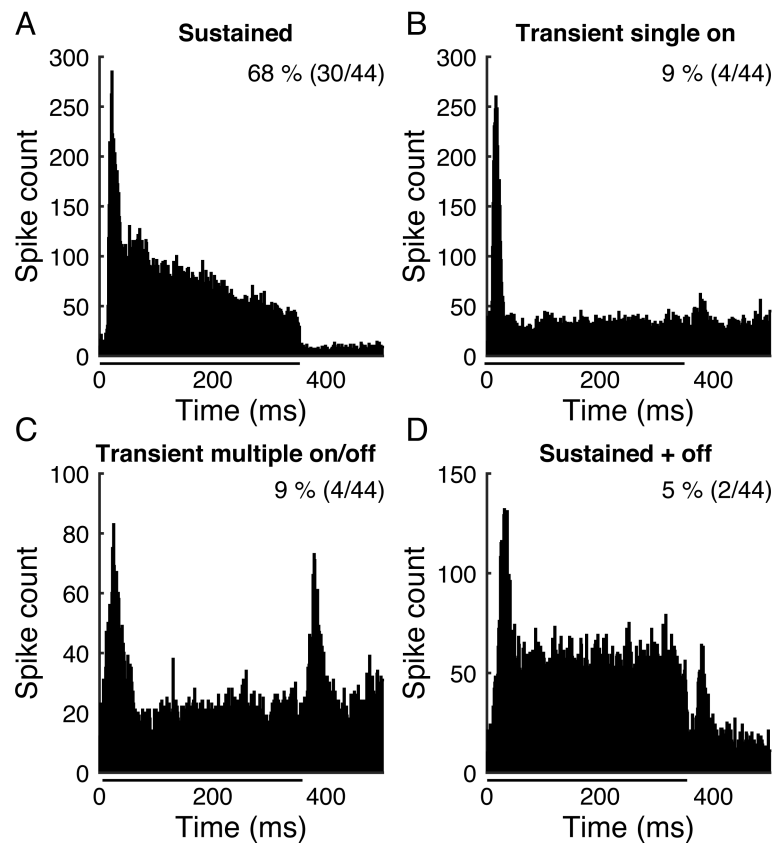 A
Sustained
68 % (30/44)
300
250
200
150
100
50
0
Spike count
0
200
400
Time (ms)
B
Transient single on
9 % (4/44)
300
250
200
150
100
50
0
Spike count
0
200
400
Time (ms)
C
Transient multiple on/off
9 % (4/44)
100
80
60
40
20
0
Spike count
0
200
400
Time (ms)
D
Sustained + off
5 % (2/44)
150
100
50
0
Spike count
0
200
400
Time (ms)